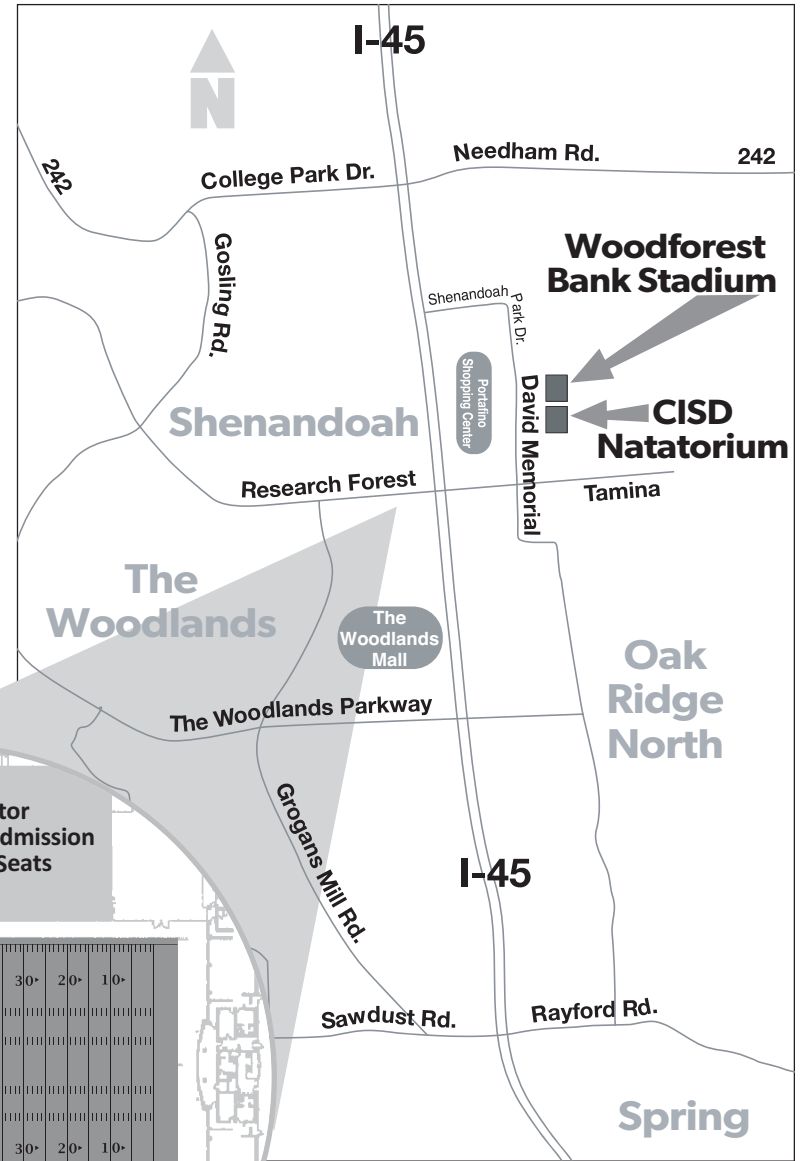 I-45
N
242
College Park Dr.
Needham Rd.
242
Gosling Rd.
Woodforest
Bank Stadium
Shenandoah
Park Dr.
Portafino
Shopping Center
David Memorial
CISD
Natatorium
Shenandoah
Research Forest
Tamina
The
Woodlands
The
Woodlands
Mall
Oak
Ridge
North
The Woodlands Parkway
Grogans Mill Rd.
I-45
tor
dmission
Seats
30 20 10
Sawdust Rd.
Rayford Rd.
Spring
30 20 10